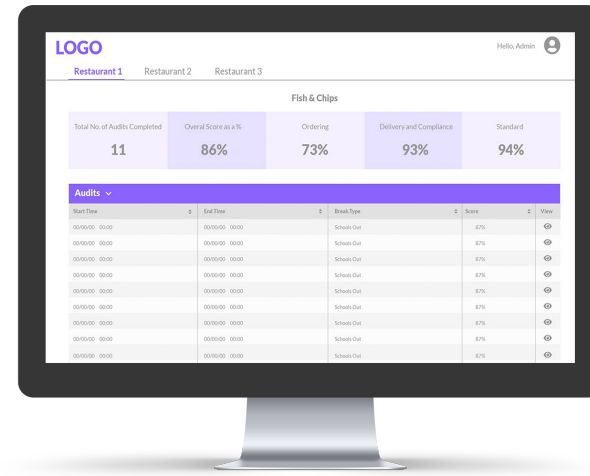 LOGO
Hello, Admin
Restaurant 1 Restaurant 2 Restaurant 3
Fish & Chips
Total No. of Audits Completed Overal Score as a % Ordering Delivery and Compliance Standard
11 86% 73% 93% 94%
Audits
Start Time End Time Break Type Score View
00/00/00 00:00 00/00/00 00:00 Schools Out 87%
00/00/00 00:00 00/00/00 00:00 Schools Out 87%
00/00/00 00:00 00/00/00 00:00 Schools Out 87%
00/00/00 00:00 00/00/00 00:00 Schools Out 87%
00/00/00 00:00 00/00/00 00:00 Schools Out 87%
00/00/00 00:00 00/00/00 00:00 Schools Out 87%
00/00/00 00:00 00/00/00 00:00 Schools Out 87%
00/00/00 00:00 00/00/00 00:00 Schools Out 87%
00/00/00 00:00 00/00/00 00:00 Schools Out 87%